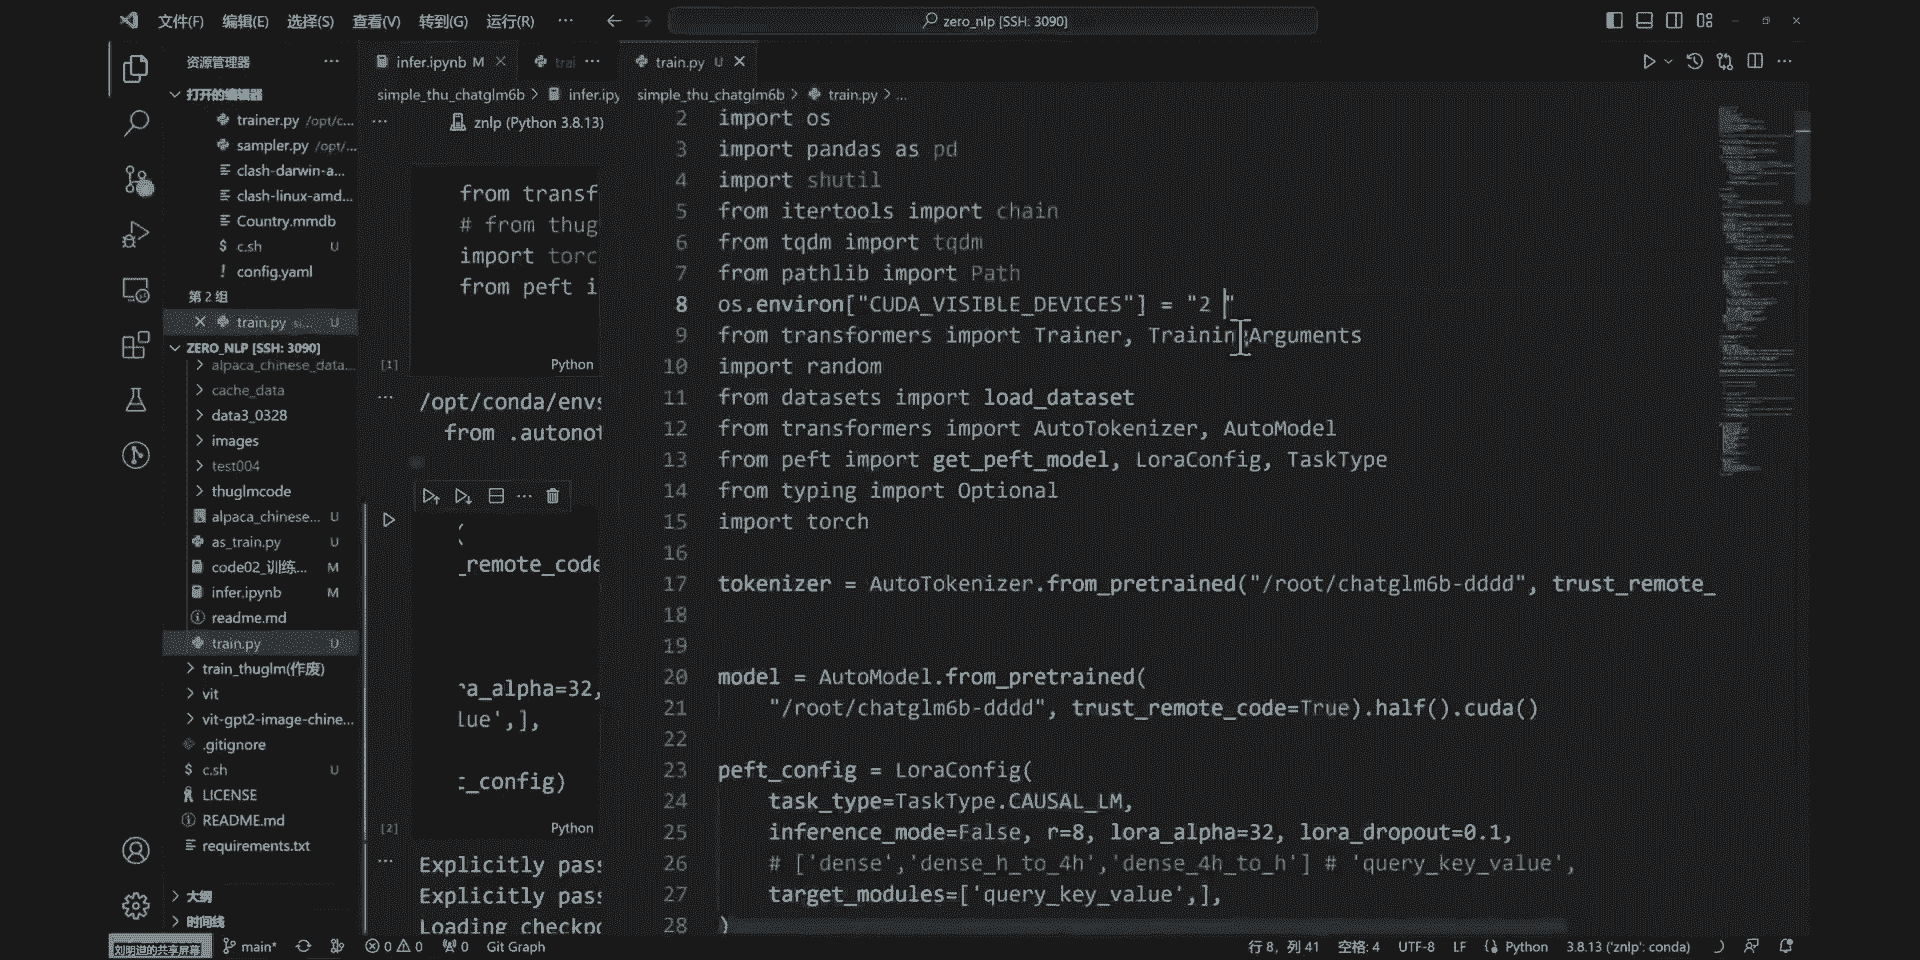 文件(F) 编辑(E) 选择(S) 查看(V) 转到(G) 运行(R) ··· zero_nlp [SSH: 3090]
资源管理器 ···
打开的编辑器
trainer.py /opt/c...
sampler.py /opt/...
clash-darwin-a...
clash-linux-amd...
Country.mmdb
$ c.sh U
! config.yaml
第 2 组
train.py si... U
ZERO_NLP [SSH: 3090]
alpaca_chinese_data...
cache_data
data3_0328
images
test004
thuglmcode
alpaca_chinese... U
as_train.py U
code02_训练... M
infer.ipynb M
readme.md
train.py U
train_thuglm(作废)
vit
vit-gpt2-image-chine...
.gitignore
$ c.sh U
LICENSE
README.md
requirements.txt
大纲
时间线
infer.ipynb M
trai ···
simple_thu_chatglm6b > infer.ipy
··· znlp (Python 3.8.13)
from transf
# from thug
import torc
from peft i
[1] Python
··· /opt/conda/envs
from .autonot
(
_remote_code
ra_alpha=32,
lue',],
c_config)
[2] Python
··· Explicitly pass
Explicitly pass
Loading checkpo
train.py U
simple_thu_chatglm6b > train.py > ...
2 import os
3 import pandas as pd
4 import shutil
5 from itertools import chain
6 from tqdm import tqdm
7 from pathlib import Path
8 os.environ["CUDA_VISIBLE_DEVICES"] = "2 "
9 from transformers import Trainer, TrainingArguments
10 import random
11 from datasets import load_dataset
12 from transformers import AutoTokenizer, AutoModel
13 from peft import get_peft_model, LoraConfig, TaskType
14 from typing import Optional
15 import torch
16
17 tokenizer = AutoTokenizer.from_pretrained("/root/chatglm6b-dddd", trust_remote_
18
19
20 model = AutoModel.from_pretrained(
21 "/root/chatglm6b-dddd", trust_remote_code=True).half().cuda()
22
23 peft_config = LoraConfig(
24 task_type=TaskType.CAUSAL_LM,
25 inference_mode=False, r=8, lora_alpha=32, lora_dropout=0.1,
26 # ['dense','dense_h_to_4h','dense_4h_to_h'] # 'query_key_value',
27 target_modules=['query_key_value',],
28 )
刘明道的共享屏幕 main* 0 0 0 Git Graph 行 8，列 41 空格: 4 UTF-8 LF Python 3.8.13 ('znlp': conda)